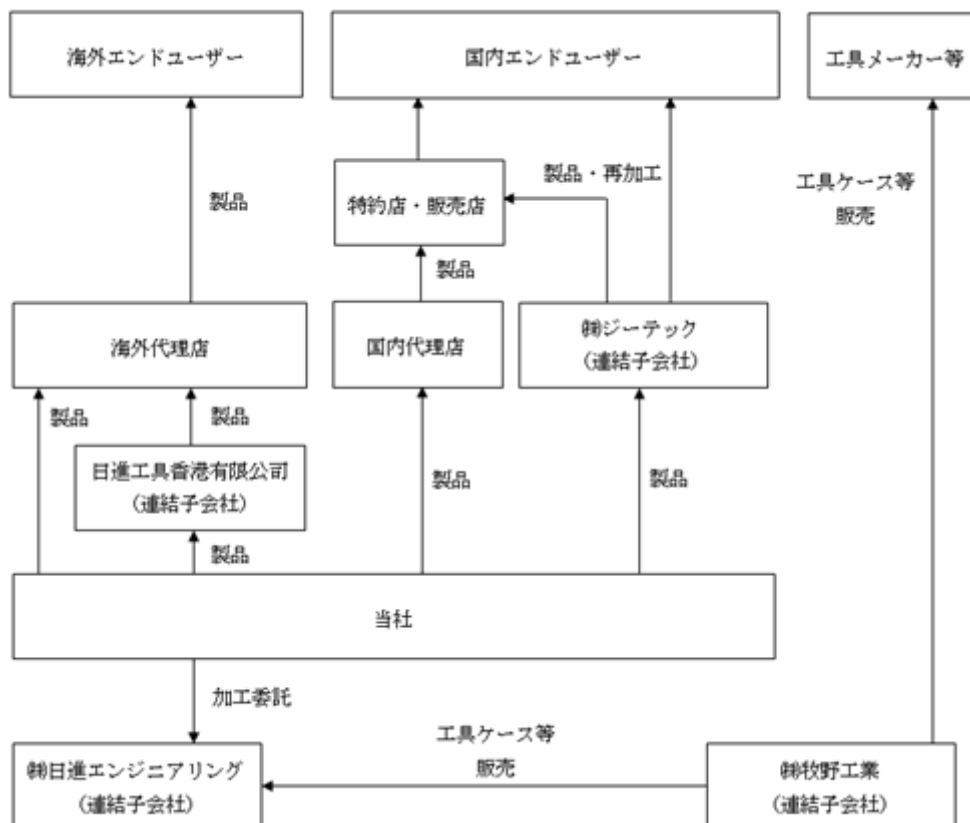 海外エンドユーザー
国内エンドユーザー
工具メーカー等
製品・再加工
工具ケース等
販売
製品
特約店・販売店
製品
海外代理店
国内代理店
㈱ジーテック
(連結子会社)
製品
製品
日進工具香港有限公司
(連結子会社)
製品
製品
製品
当社
加工委託
工具ケース等
販売
㈱日進エンジニアリング
(連結子会社)
㈱牧野工業
(連結子会社)